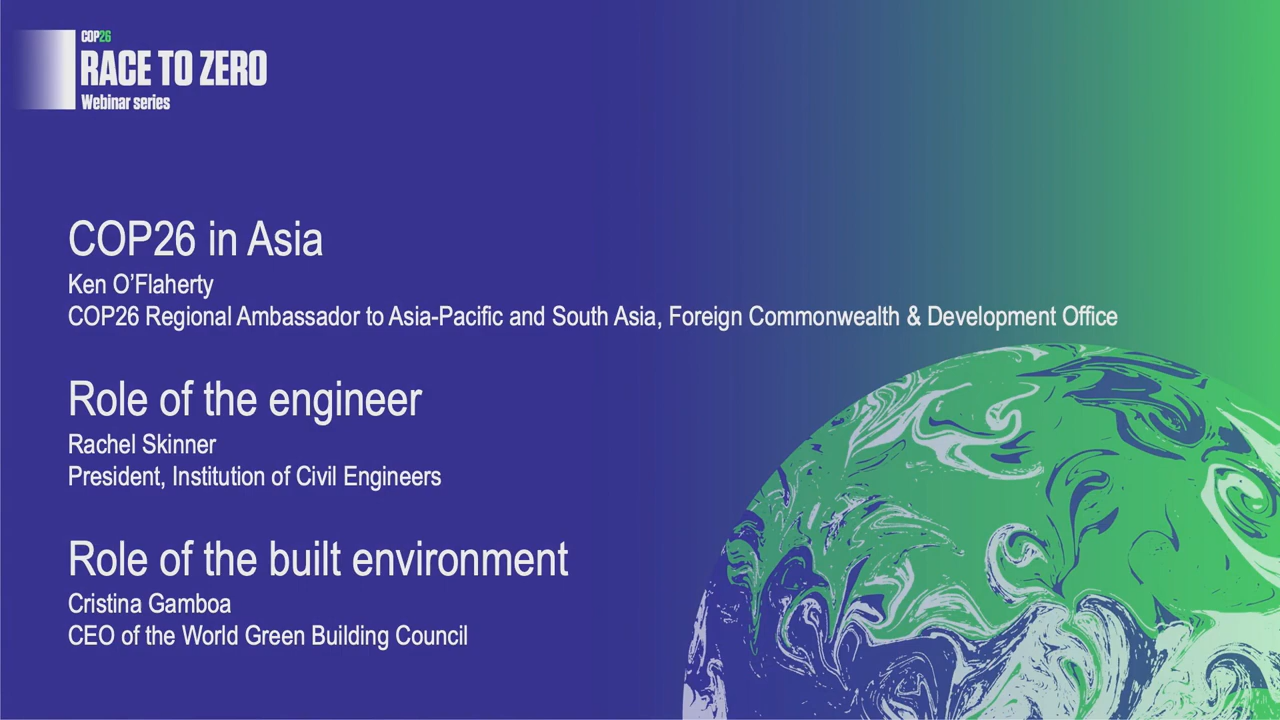 COP26
RACE TO ZERO
Webinar series
COP26 in Asia
Ken O’Flaherty
COP26 Regional Ambassador to Asia-Pacific and South Asia, Foreign Commonwealth & Development Office
Role of the engineer
Rachel Skinner
President, Institution of Civil Engineers
Role of the built environment
Cristina Gamboa
CEO of the World Green Building Council